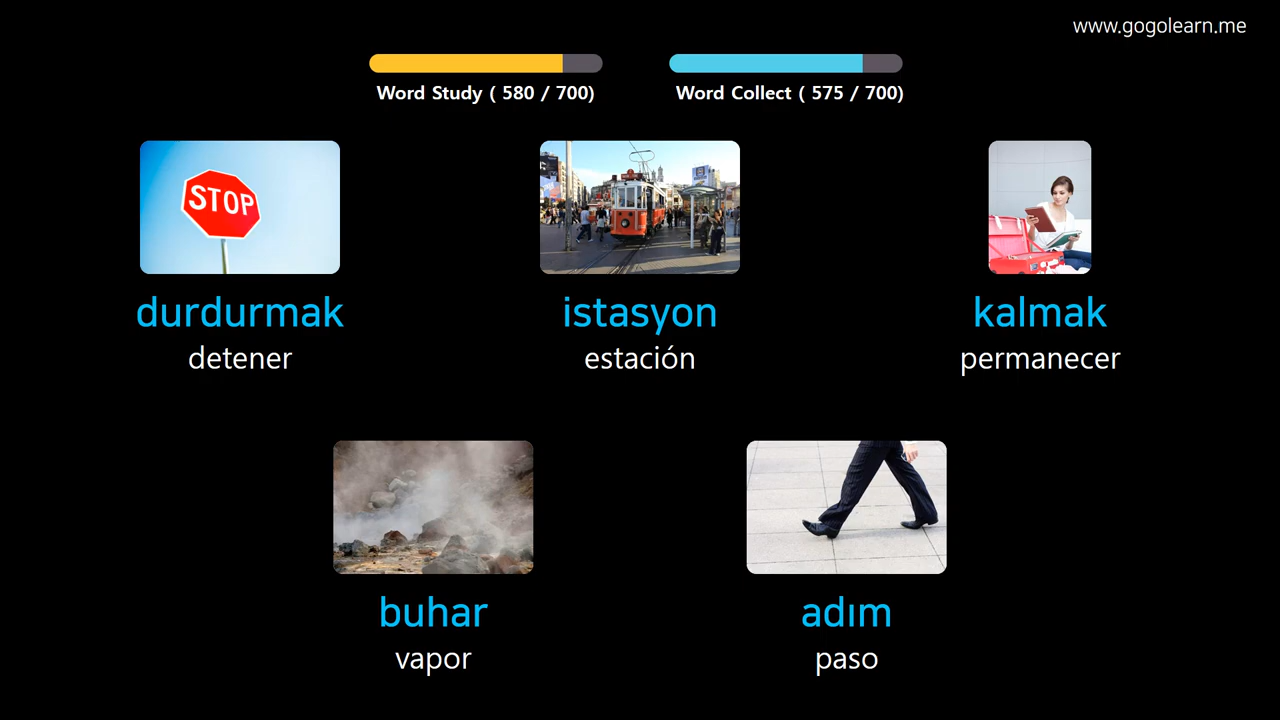 www.gogolearn.me
Word Study ( 580 / 700)
Word Collect ( 575 / 700)
STOP
durdurmak
detener
istasyon
estación
kalmak
permanecer
buhar
vapor
adım
paso